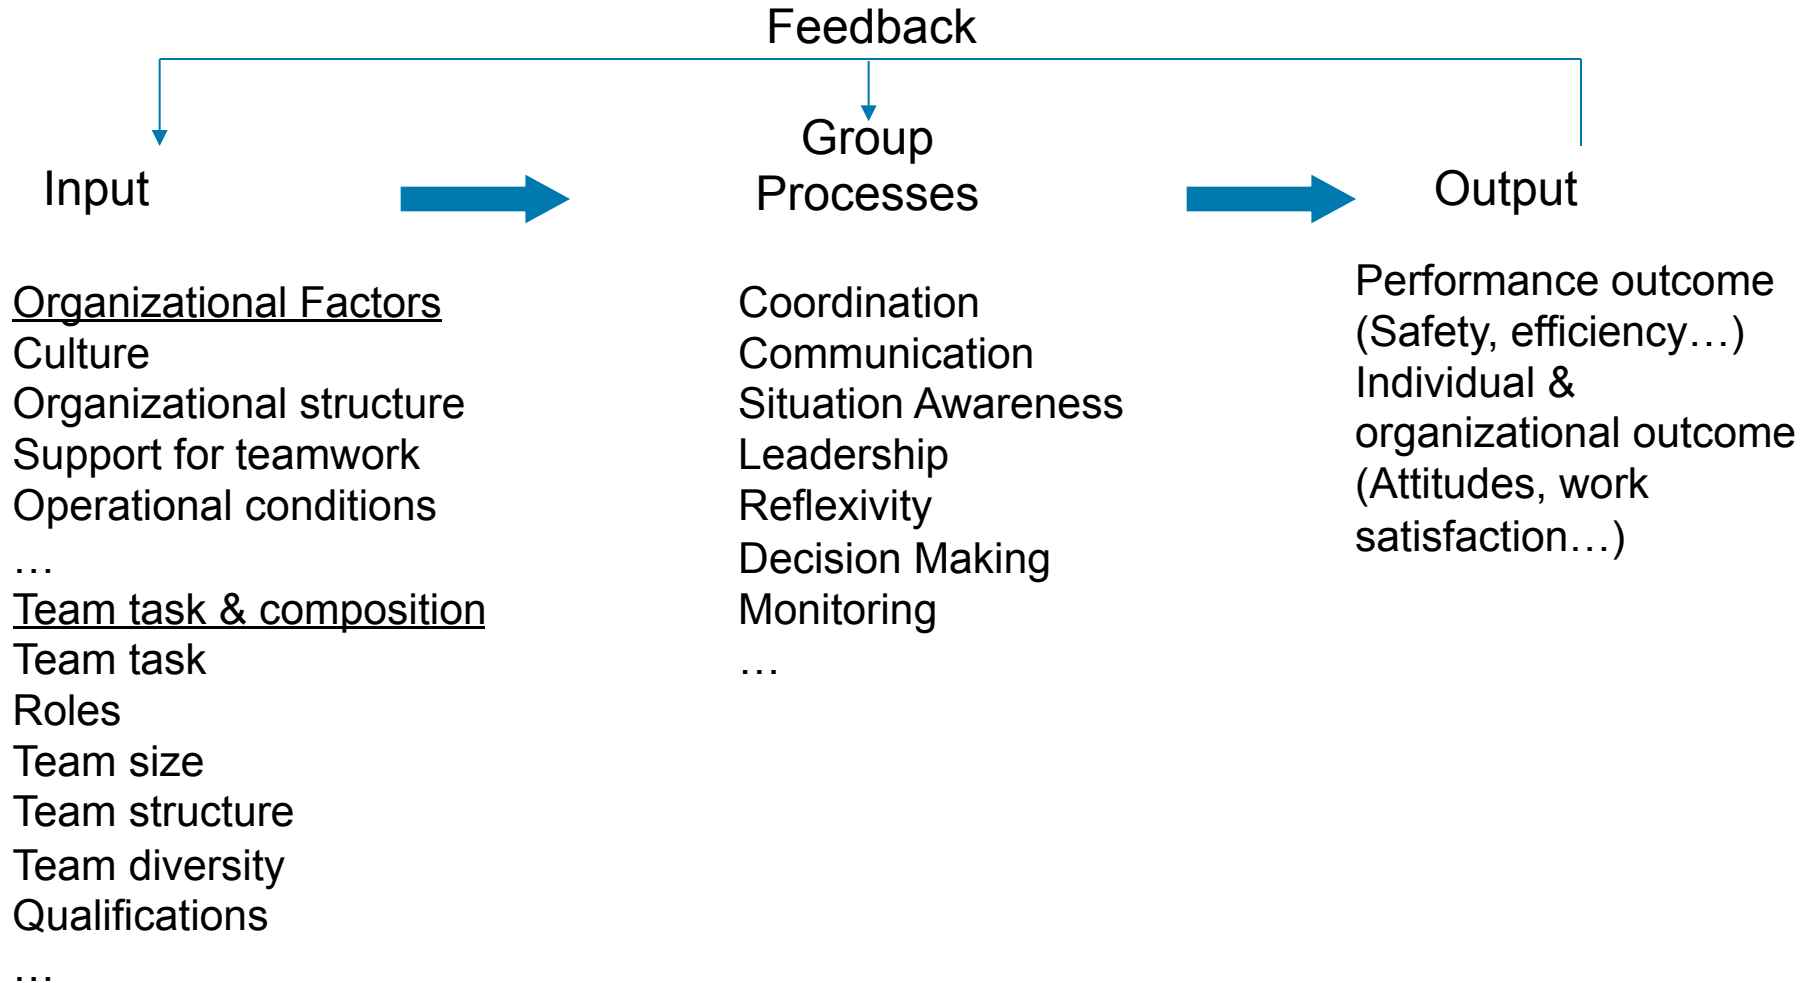 Feedback
Input
Group
Processes
Output
Organizational Factors
Culture
Organizational structure
Support for teamwork
Operational conditions
…
Team task & composition
Team task
Roles
Team size
Team structure
Team diversity
Qualifications
…
Coordination
Communication
Situation Awareness
Leadership
Reflexivity
Decision Making
Monitoring
…
Performance outcome
(Safety, efficiency…)
Individual &
organizational outcome
(Attitudes, work
satisfaction…)